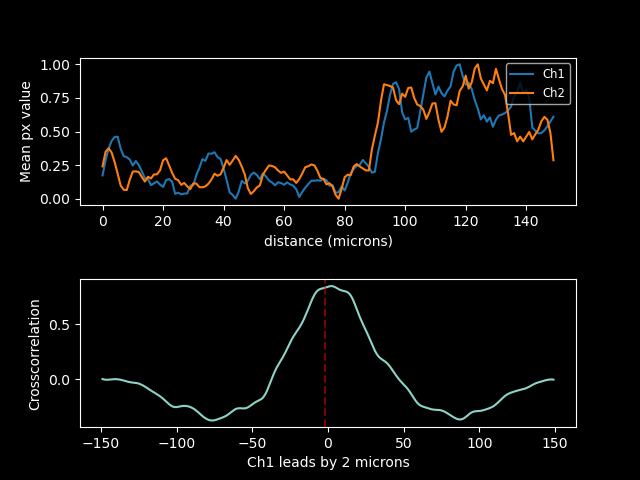 1.00
0.75
0.50
0.25
0.00
Mean px value
Ch1
Ch2
0 20 40 60 80 100 120 140
distance (microns)
0.5
0.0
Crosscorrelation
−150 −100 −50 0 50 100 150
Ch1 leads by 2 microns